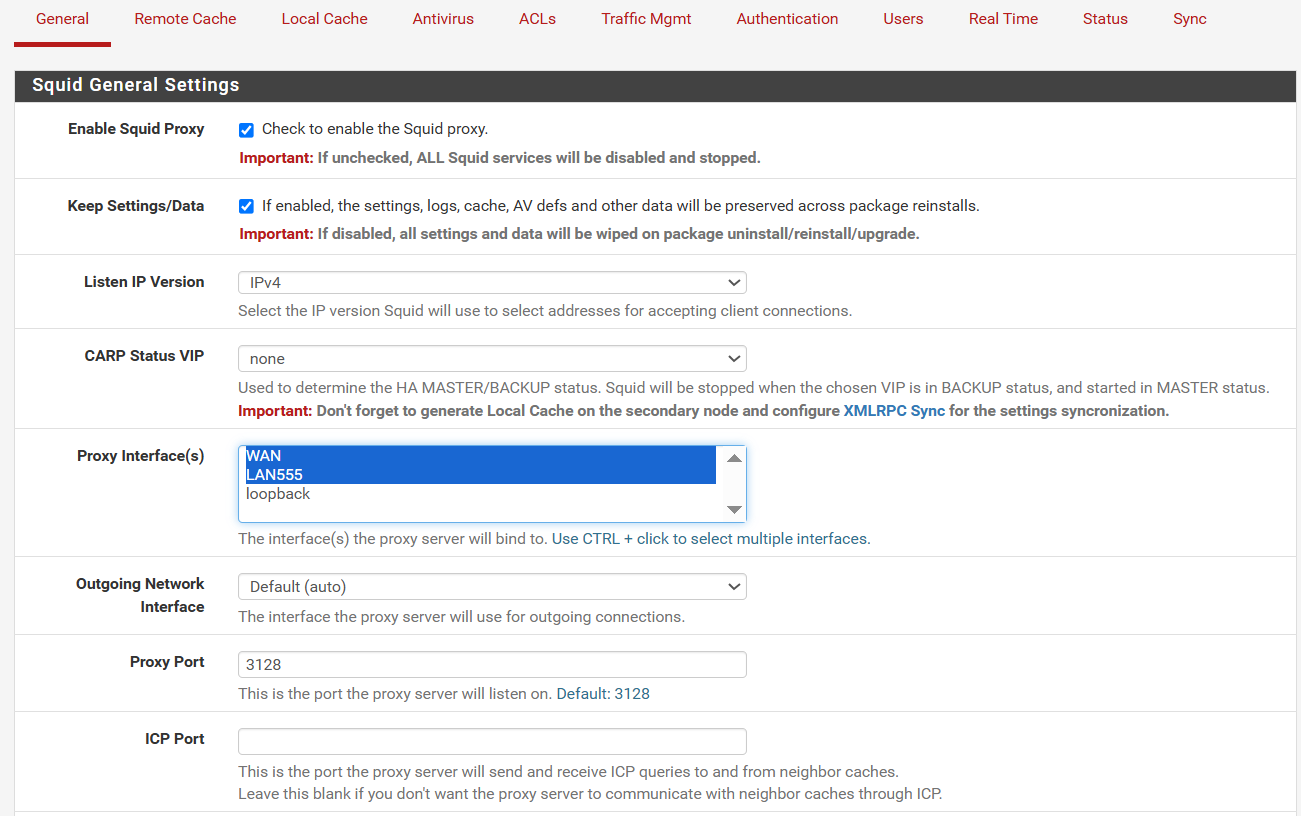 General Remote Cache Local Cache Antivirus ACLs Traffic Mgmt Authentication Users Real Time Status Sync
Squid General Settings
Enable Squid Proxy Check to enable the Squid proxy.
Important: If unchecked, ALL Squid services will be disabled and stopped.
Keep Settings/Data If enabled, the settings, logs, cache, AV defs and other data will be preserved across package reinstalls.
Important: If disabled, all settings and data will be wiped on package uninstall/reinstall/upgrade.
Listen IP Version IPv4
Select the IP version Squid will use to select addresses for accepting client connections.
CARP Status VIP none
Used to determine the HA MASTER/BACKUP status. Squid will be stopped when the chosen VIP is in BACKUP status, and started in MASTER status.
Important: Don't forget to generate Local Cache on the secondary node and configure XMLRPC Sync for the settings syncronization.
Proxy Interface(s) WAN
LAN555
loopback
The interface(s) the proxy server will bind to. Use CTRL + click to select multiple interfaces.
Outgoing Network
Interface
Default (auto)
The interface the proxy server will use for outgoing connections.
Proxy Port 3128
This is the port the proxy server will listen on. Default: 3128
ICP Port
This is the port the proxy server will send and receive ICP queries to and from neighbor caches.
Leave this blank if you don't want the proxy server to communicate with neighbor caches through ICP.